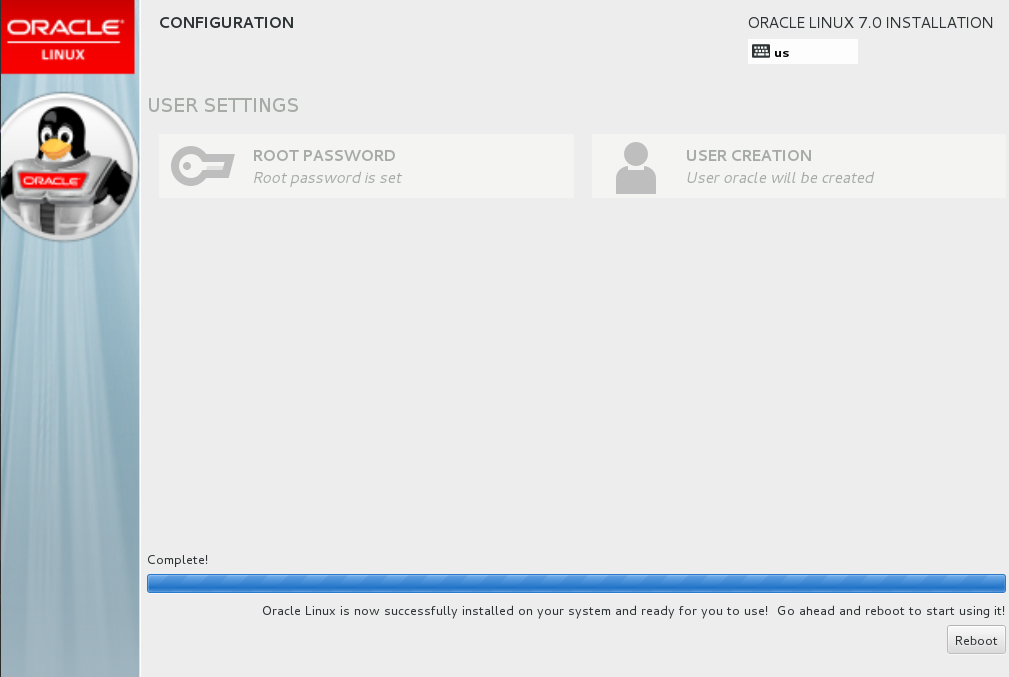 ORACLE
LINUX
CONFIGURATION
ORACLE LINUX 7.0 INSTALLATION
us
USER SETTINGS
ROOT PASSWORD
Root password is set
USER CREATION
User oracle will be created
ORACLE
Complete!
Oracle Linux is now successfully installed on your system and ready for you to use!  Go ahead and reboot to start using it!
Reboot